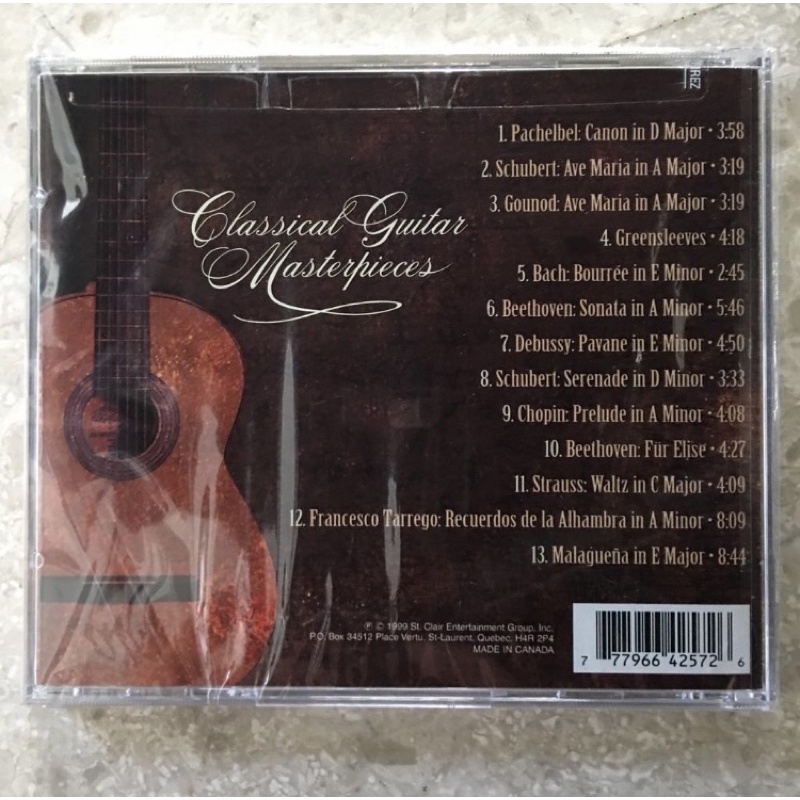 REZ
Classical Guitar
Masterpieces
1. Pachelbel: Canon in D Major • 3:58
2. Schubert: Ave Maria in A Major • 3:19
3. Gounod: Ave Maria in A Major • 3:19
4. Greensleeves • 4:18
5. Bach: Bourrée in E Minor • 2:45
6. Beethoven: Sonata in A Minor • 5:46
7. Debussy: Pavane in E Minor • 4:50
8. Schubert: Serenade in D Minor • 3:33
9. Chopin: Prelude in A Minor • 4:08
10. Beethoven: Für Elise • 4:27
11. Strauss: Waltz in C Major • 4:09
12. Francesco Tarrego: Recuerdos de la Alhambra in A Minor • 8:09
13. Malagueña in E Major • 8:44
℗ © 1999 St. Clair Entertainment Group, Inc.
P.O. Box 34512 Place Vertu, St-Laurent, Quebec, H4R 2P4
MADE IN CANADA
7 77966 42572 6